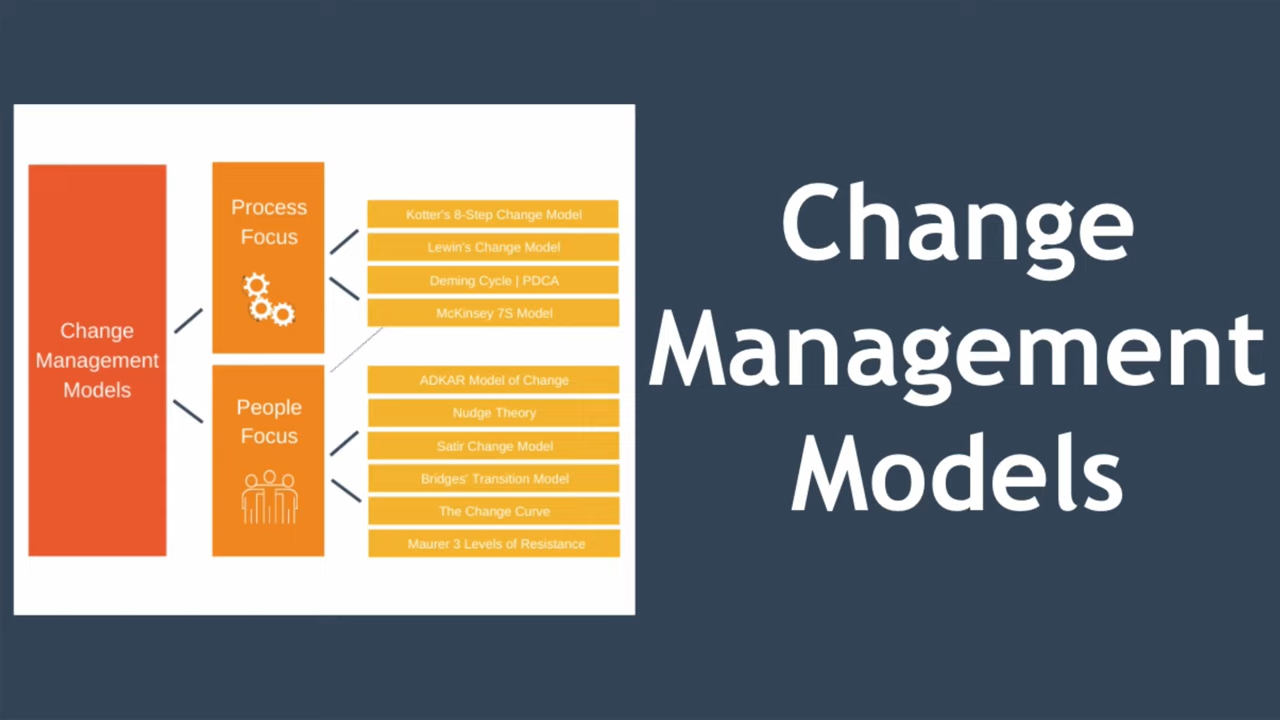 Change
Management
Models
Process
Focus
People
Focus
Kotter's 8-Step Change Model
Lewin's Change Model
Deming Cycle | PDCA
McKinsey 7S Model
ADKAR Model of Change
Nudge Theory
Satir Change Model
Bridges' Transition Model
The Change Curve
Maurer 3 Levels of Resistance
Change
Management
Models